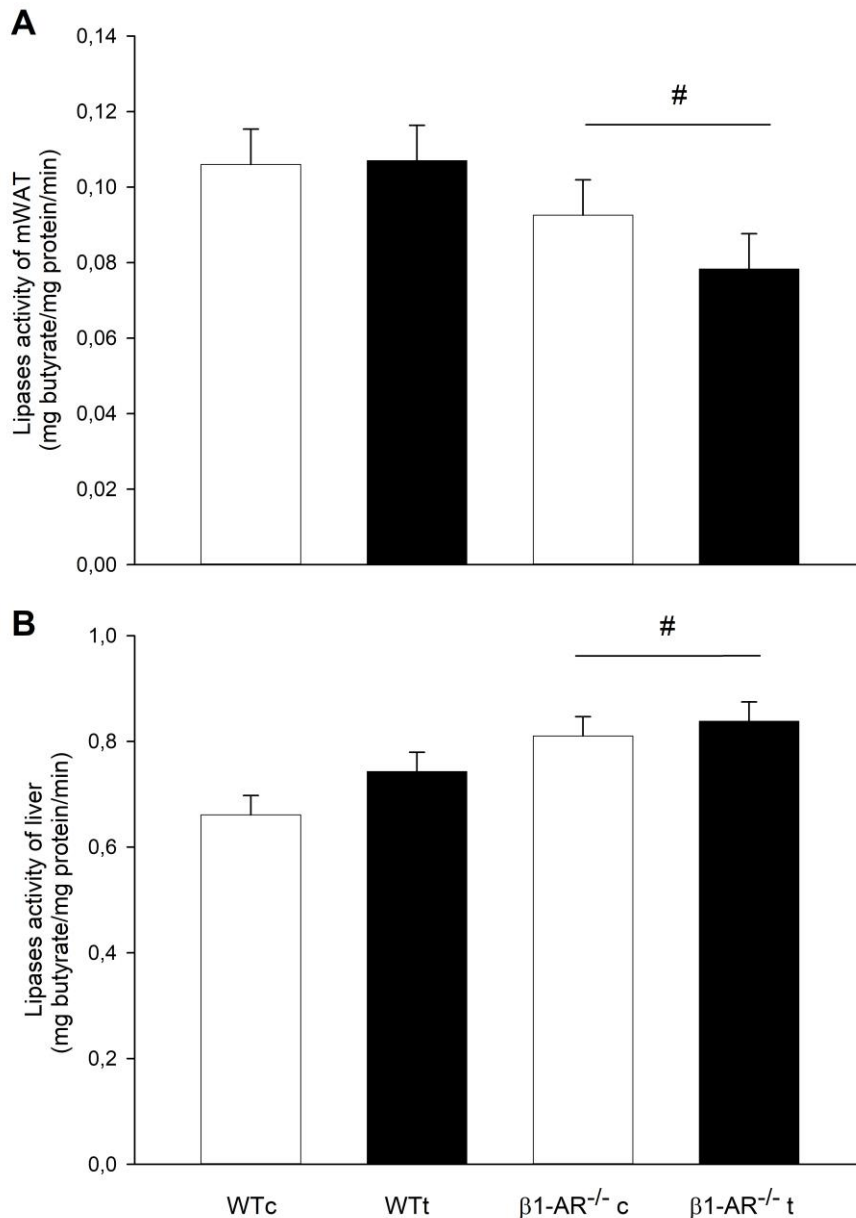 A
Lipases activity of mWAT
(mg butyrate/mg protein/min)
0,14
0,12
0,10
0,08
0,06
0,04
0,02
0,00
#
B
Lipases activity of liver
(mg butyrate/mg protein/min)
1,0
0,8
0,6
0,4
0,2
0,0
#
WTc WTt β1-AR⁻/⁻ c β1-AR⁻/⁻ t